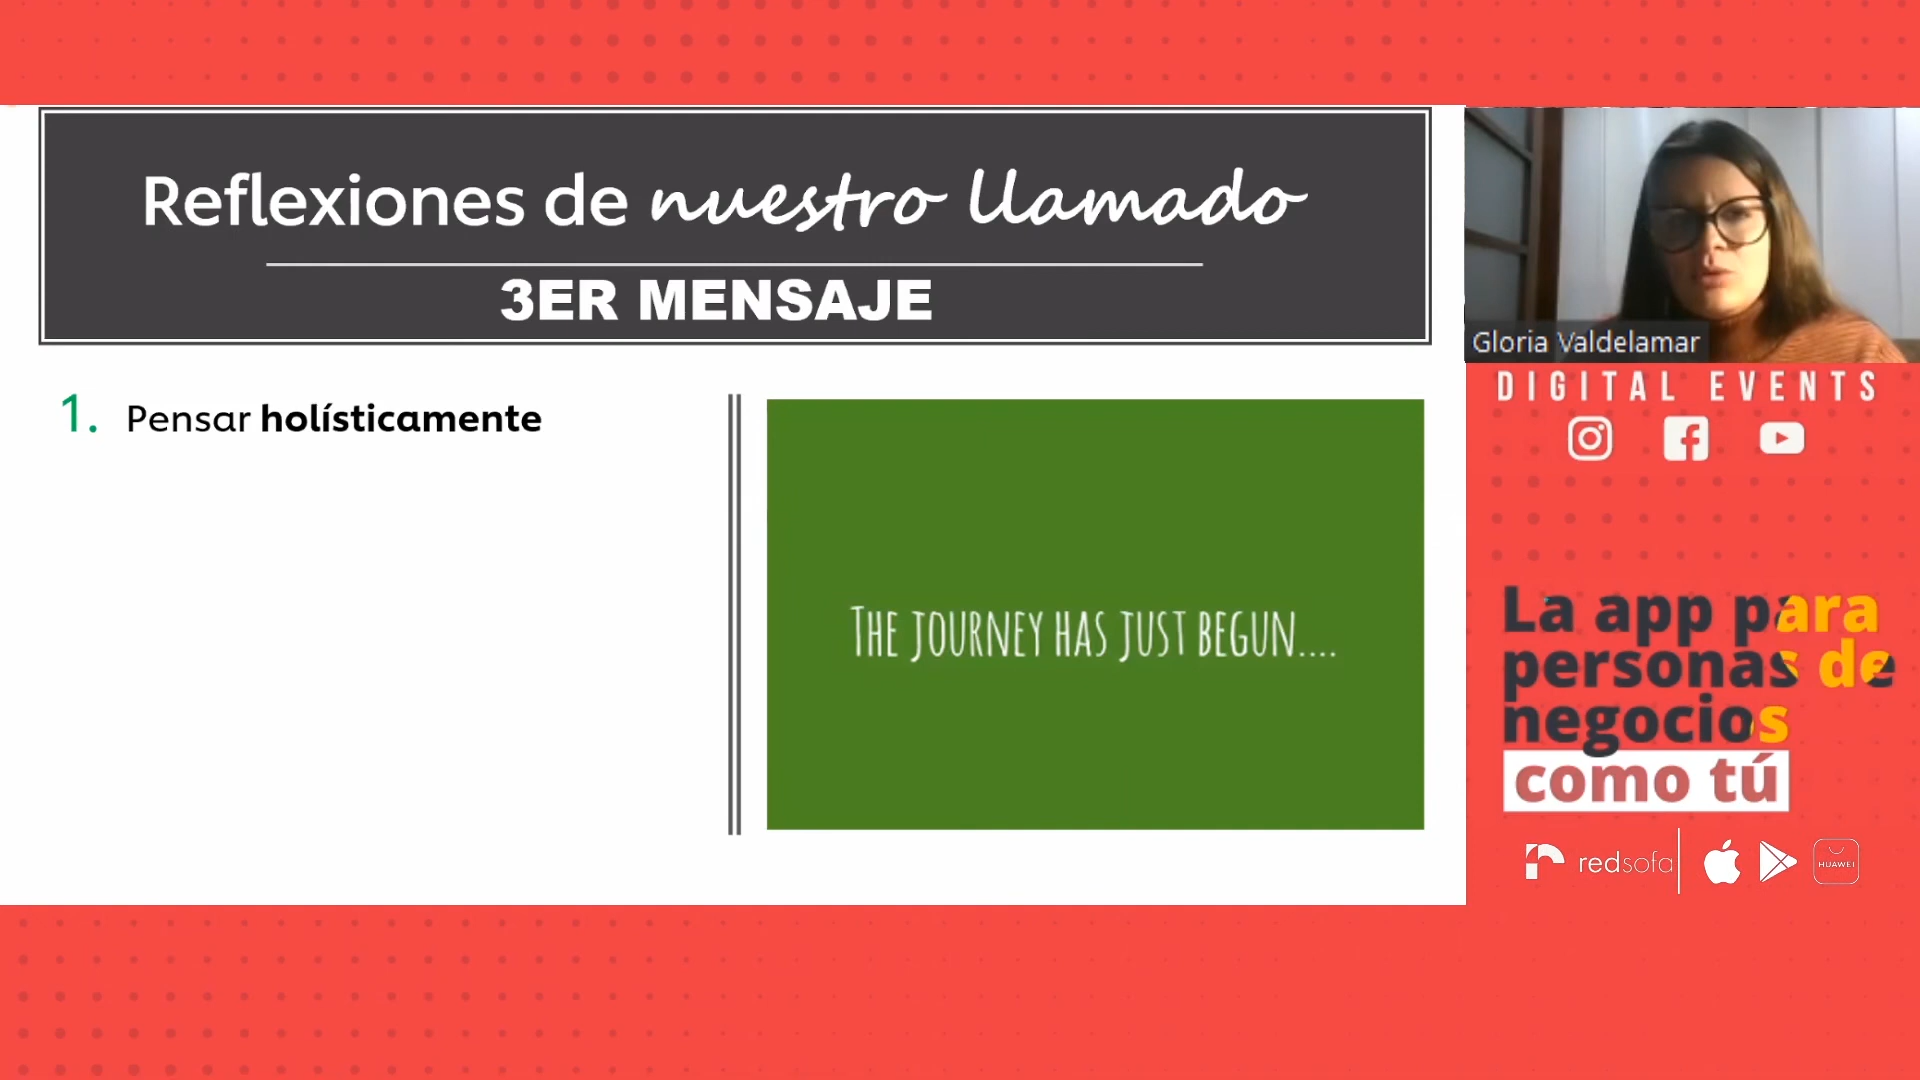 Reflexiones de nuestro llamado
3ER MENSAJE
1. Pensar holísticamente
THE JOURNEY HAS JUST BEGUN....
Gloria Valdelamar
DIGITAL EVENTS
La app para
personas de
negocios
como tú
redsofa
HUAWEI